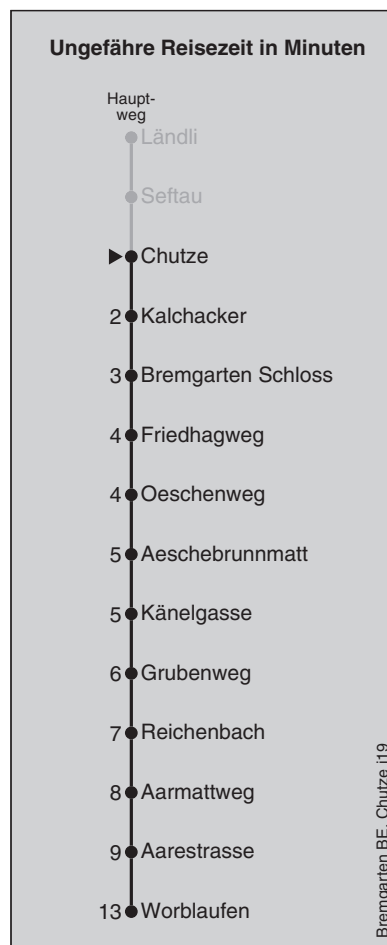 Ungefähre Reisezeit in Minuten
Haupt-
weg
Ländli
Seftau
Chutze
2 Kalchacker
3 Bremgarten Schloss
4 Friedhagweg
4 Oeschenweg
5 Aeschebrunnmatt
5 Känelgasse
6 Grubenweg
7 Reichenbach
8 Aarmattweg
9 Aarestrasse
13 Worblaufen
Bremgarten BE, Chutze j19